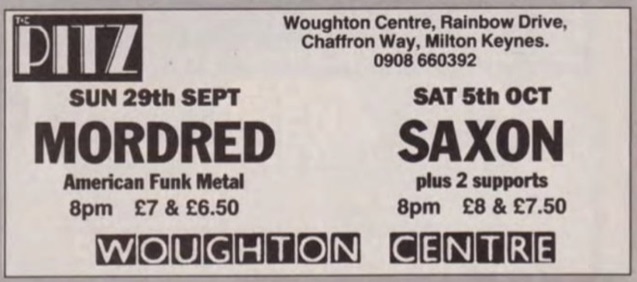 THE
PITZ
Woughton Centre, Rainbow Drive,
Chaffron Way, Milton Keynes.
0908 660392
SUN 29th SEPT
MORDRED
American Funk Metal
8pm £7 & £6.50
SAT 5th OCT
SAXON
plus 2 supports
8pm £8 & £7.50
WOUGHTON CENTRE